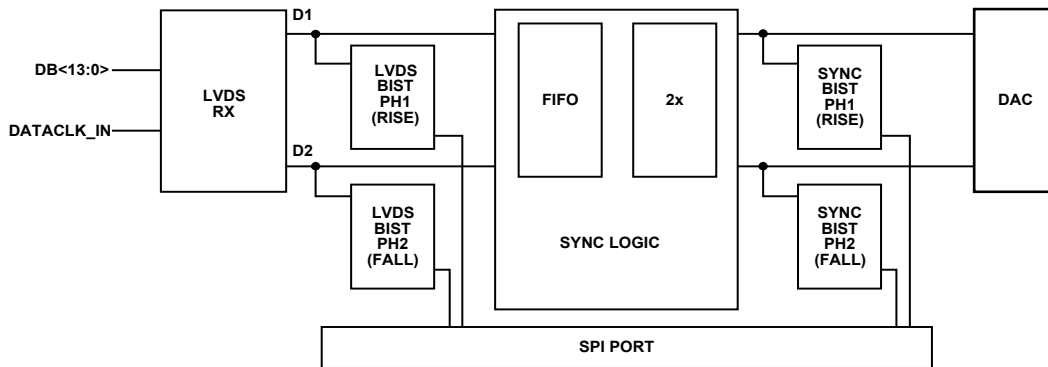 D1
DB<13:0>
DATACLK_IN
LVDS
RX
D2
LVDS
BIST
PH1
(RISE)
LVDS
BIST
PH2
(FALL)
FIFO
2x
SYNC LOGIC
SYNC
BIST
PH1
(RISE)
SYNC
BIST
PH2
(FALL)
DAC
SPI PORT